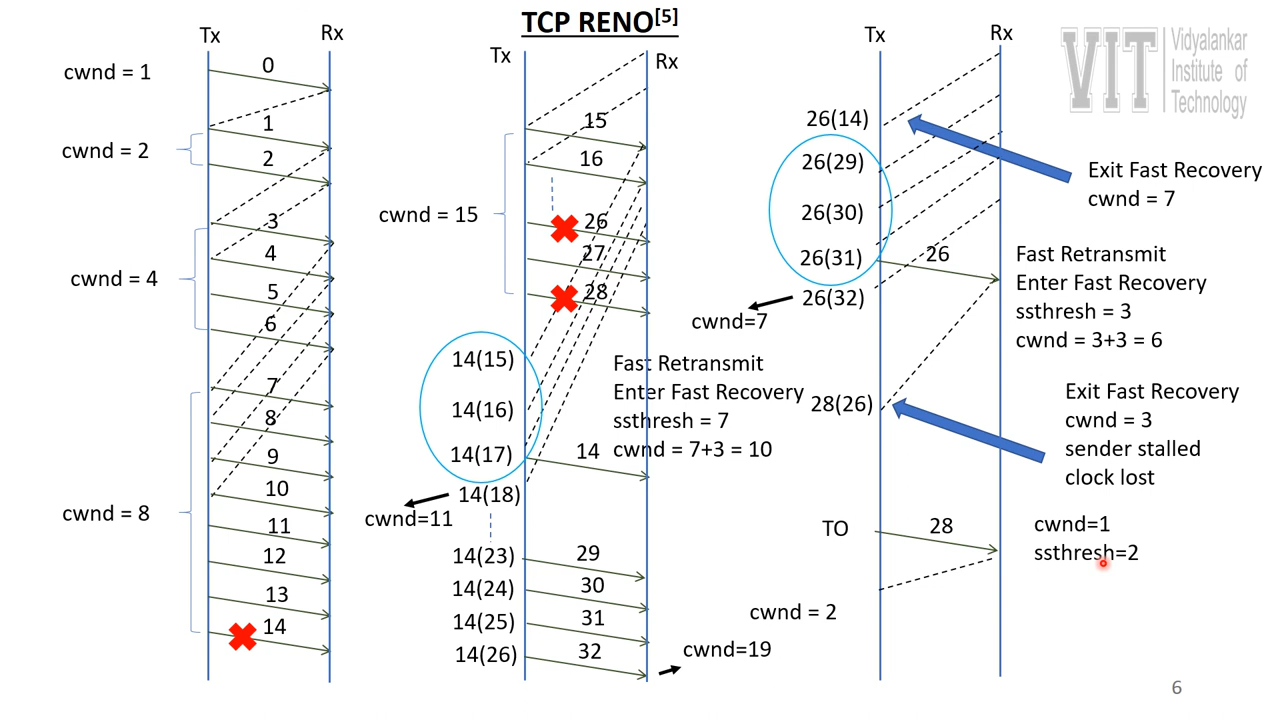 TCP RENO[5]
Tx
Rx
cwnd = 1
0
1
cwnd = 2
2
3
4
cwnd = 4
5
6
7
8
9
10
cwnd = 8
11
12
13
14
Tx
Rx
15
16
cwnd = 15
26
27
28
14(15)
14(16)
14(17)
14
Fast Retransmit
Enter Fast Recovery
ssthresh = 7
cwnd = 7+3 = 10
14(18)
cwnd=11
14(23)
29
14(24)
30
14(25)
31
14(26)
32
cwnd=19
Tx
Rx
26(14)
Exit Fast Recovery
cwnd = 7
26(29)
26(30)
26(31)
26
Fast Retransmit
Enter Fast Recovery
ssthresh = 3
cwnd = 3+3 = 6
26(32)
cwnd=7
28(26)
Exit Fast Recovery
cwnd = 3
sender stalled
clock lost
TO
28
cwnd=1
ssthresh=2
cwnd = 2
VIT
Vidyalankar
Institute of
Technology
6